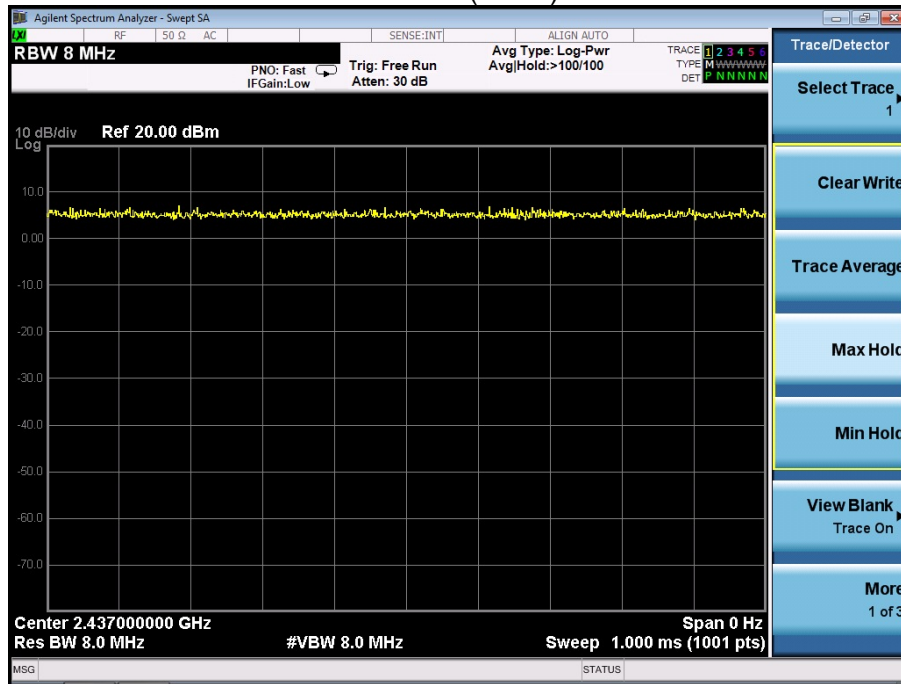 Agilent Spectrum Analyzer - Swept SA
LXI RF 50 Ω AC SENSE:INT ALIGN AUTO
RBW 8 MHz
PNO: Fast
IFGain:Low
Trig: Free Run
Atten: 30 dB
Avg Type: Log-Pwr
Avg|Hold:>100/100
TRACE 1 2 3 4 5 6
TYPE M WWWWW
DET P N N N N N
10 dB/div Ref 20.00 dBm
Log
10.0
0.00
-10.0
-20.0
-30.0
-40.0
-50.0
-60.0
-70.0
Center 2.437000000 GHz Span 0 Hz
Res BW 8.0 MHz #VBW 8.0 MHz Sweep 1.000 ms (1001 pts)
MSG STATUS
Trace/Detector
Select Trace
1
Clear Write
Trace Average
Max Hold
Min Hold
View Blank
Trace On
More
1 of 3